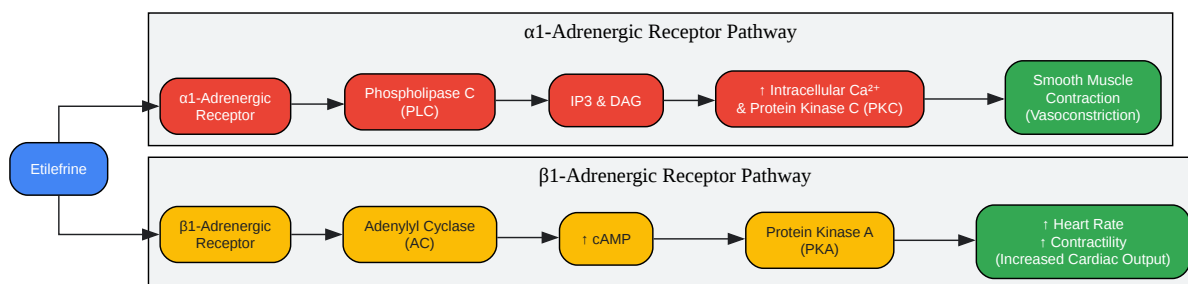 α1-Adrenergic Receptor Pathway
α1-Adrenergic
Receptor
Phospholipase C
(PLC)
IP3 & DAG
↑ Intracellular Ca²⁺
& Protein Kinase C (PKC)
Smooth Muscle
Contraction
(Vasoconstriction)
Etilefrine
β1-Adrenergic Receptor Pathway
β1-Adrenergic
Receptor
Adenylyl Cyclase
(AC)
↑ cAMP
Protein Kinase A
(PKA)
↑ Heart Rate
↑ Contractility
(Increased Cardiac Output)